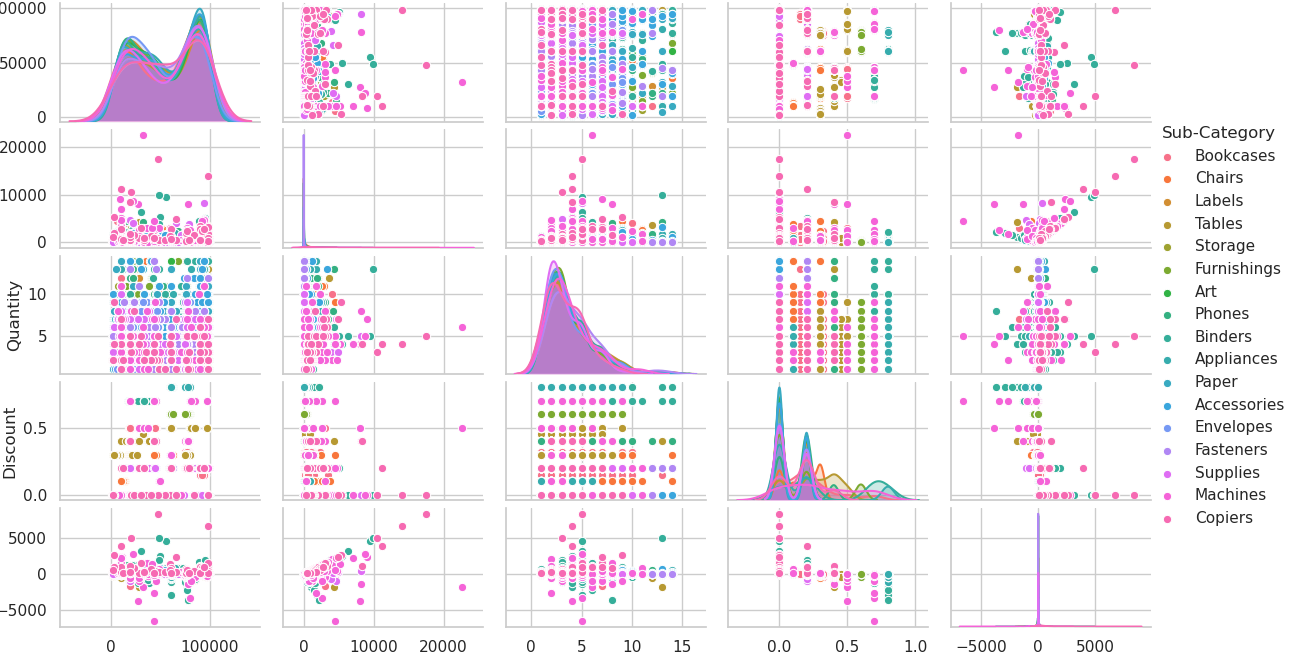 00000
50000
0
20000
10000
0
Quantity
10
5
Discount
0.5
0.0
5000
0
−5000
0
100000
0
10000
20000
0
5
10
15
0.0
0.5
1.0
−5000
0
5000
Sub-Category
Bookcases
Chairs
Labels
Tables
Storage
Furnishings
Art
Phones
Binders
Appliances
Paper
Accessories
Envelopes
Fasteners
Supplies
Machines
Copiers